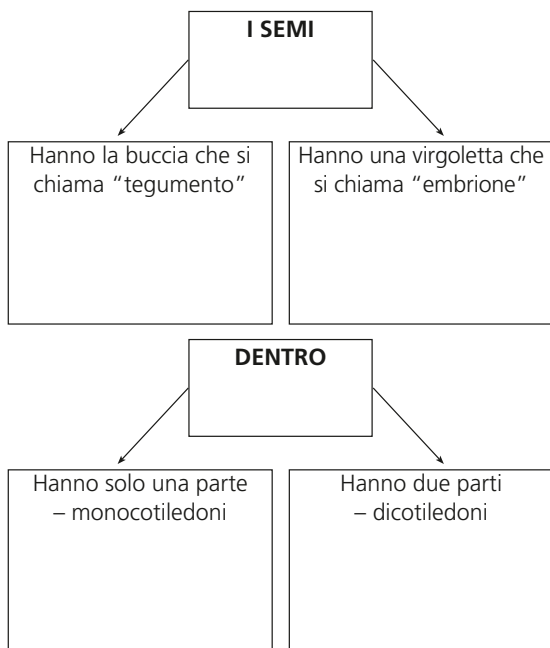 I SEMI
Hanno la buccia che si
chiama “tegumento”
Hanno una virgoletta che
si chiama “embrione”
DENTRO
Hanno solo una parte
– monocotiledoni
Hanno due parti
– dicotiledoni